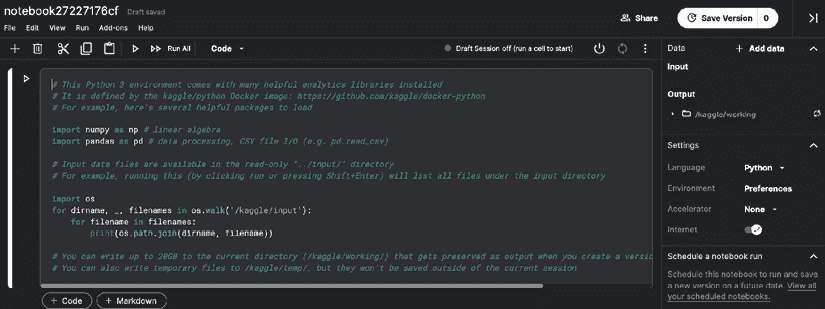 notebook27227176cf Draft saved
File Edit View Run Add-ons Help
Share
Save Version 0
Run All Code
Draft Session off (run a cell to start)
# This Python 3 environment comes with many helpful analytics libraries installed
# It is defined by the kaggle/python Docker image: https://github.com/kaggle/docker-python
# For example, here's several helpful packages to load
import numpy as np # linear algebra
import pandas as pd # data processing, CSV file I/O (e.g. pd.read_csv)
# Input data files are available in the read-only "../input/" directory
# For example, running this (by clicking run or pressing Shift+Enter) will list all files under the input directory
import os
for dirname, _, filenames in os.walk('/kaggle/input'):
for filename in filenames:
print(os.path.join(dirname, filename))
# You can write up to 20GB to the current directory (/kaggle/working/) that gets preserved as output when you create a versio
# You can also write temporary files to /kaggle/temp/, but they won't be saved outside of the current session
+ Code + Markdown
Data + Add data
Input
Output
/kaggle/working
Settings
Language Python
Environment Preferences
Accelerator None
Internet
Schedule a notebook run
Schedule this notebook to run and save
a new version on a future date. View all
your scheduled notebooks.